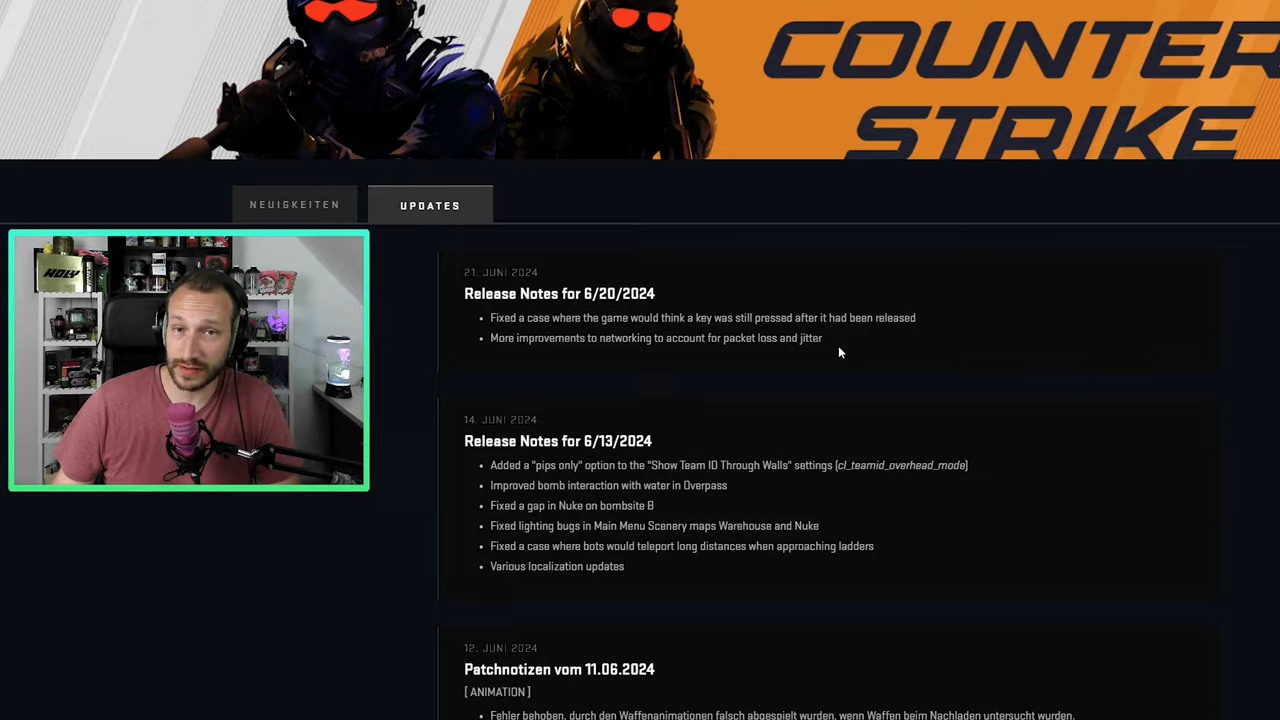 COUNTER
STRIKE
NEUIGKEITEN
UPDATES
HOLY
21. JUNI 2024
Release Notes for 6/20/2024
• Fixed a case where the game would think a key was still pressed after it had been released
• More improvements to networking to account for packet loss and jitter
14. JUNI 2024
Release Notes for 6/13/2024
• Added a "pips only" option to the "Show Team ID Through Walls" settings (cl_teamid_overhead_mode)
• Improved bomb interaction with water in Overpass
• Fixed a gap in Nuke on bombsite B
• Fixed lighting bugs in Main Menu Scenery maps Warehouse and Nuke
• Fixed a case where bots would teleport long distances when approaching ladders
• Various localization updates
12. JUNI 2024
Patchnotizen vom 11.06.2024
[ ANIMATION ]
• Fehler behoben, durch den Waffenanimationen falsch abgespielt wurden, wenn Waffen beim Nachladen untersucht wurden.